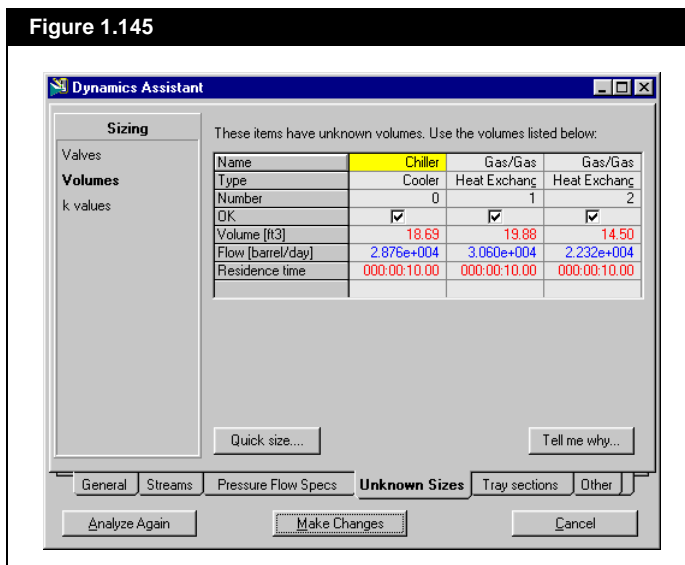 Figure 1.145
Dynamics Assistant
Sizing
Valves
Volumes
k values
These items have unknown volumes. Use the volumes listed below:
Name Chiller Gas/Gas Gas/Gas
Type Cooler Heat Exchang Heat Exchang
Number 0 1 2
OK
Volume [ft3] 18.69 19.88 14.50
Flow [barrel/day] 2.876e+004 3.060e+004 2.232e+004
Residence time 000:00:10.00 000:00:10.00 000:00:10.00
Quick size.... Tell me why...
General Streams Pressure Flow Specs Unknown Sizes Tray sections Other
Analyze Again Make Changes Cancel